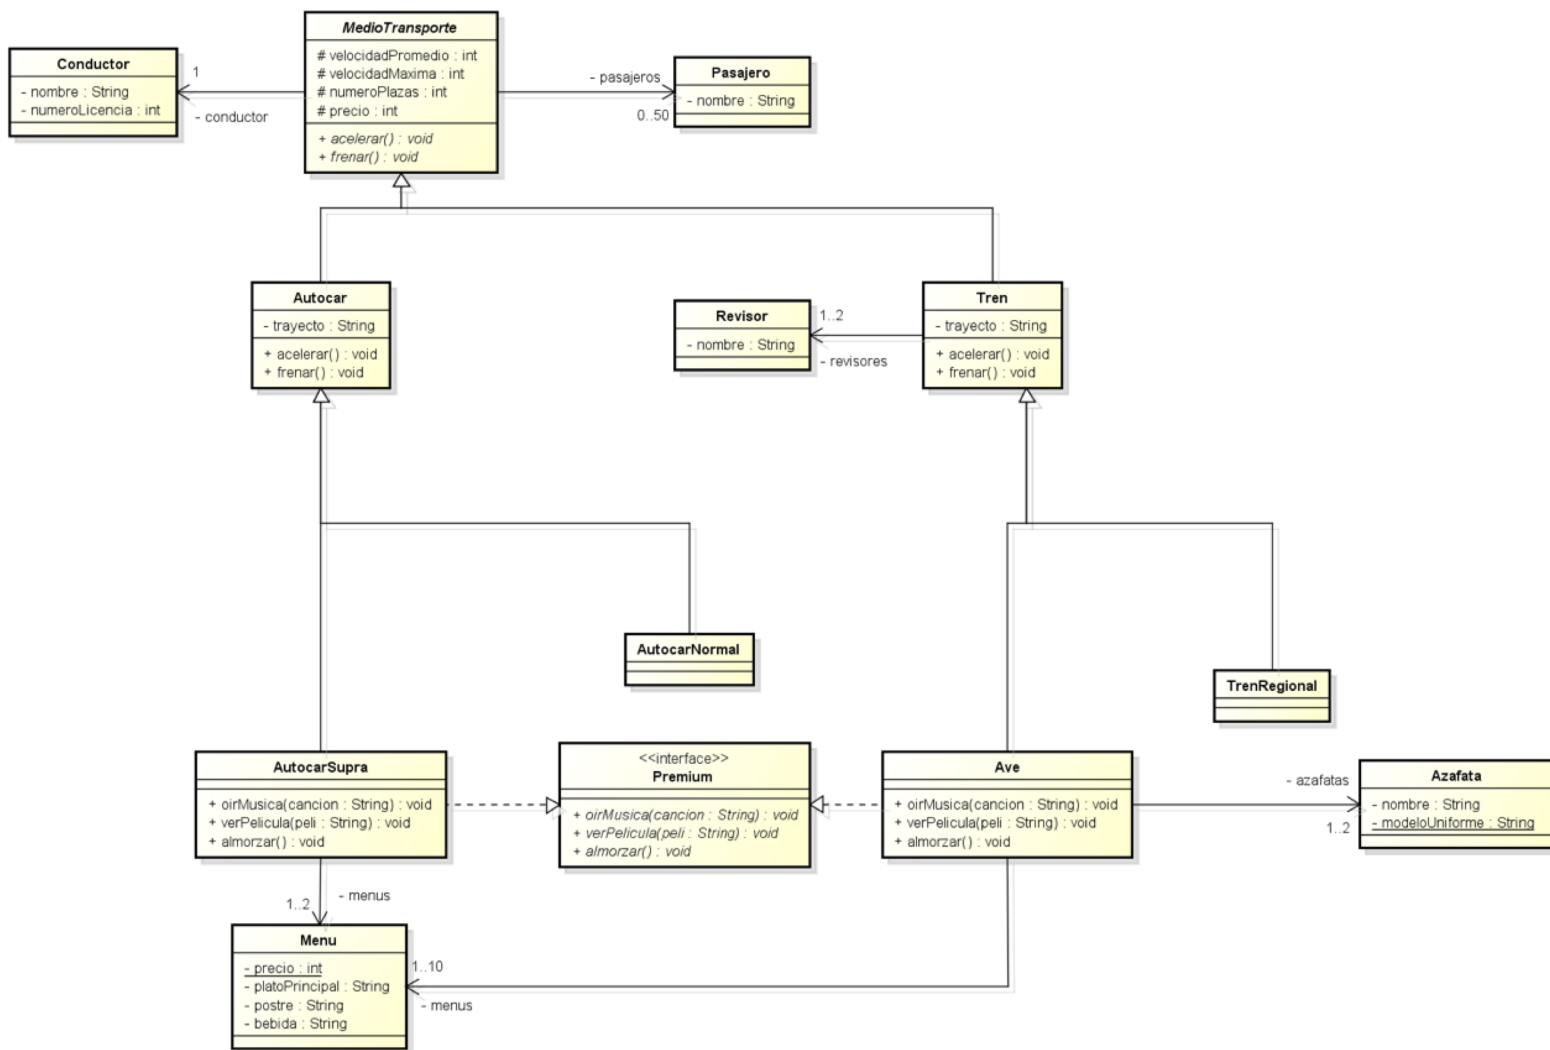 MedioTransporte
# velocidadPromedio : int
# velocidadMaxima : int
# numeroPlazas : int
# precio : int
+ acelerar() : void
+ frenar() : void
Conductor
- nombre : String
- numeroLicencia : int
1
- conductor
- pasajeros
0..50
Pasajero
- nombre : String
Autocar
- trayecto : String
+ acelerar() : void
+ frenar() : void
Revisor
- nombre : String
1..2
- revisores
Tren
- trayecto : String
+ acelerar() : void
+ frenar() : void
AutocarNormal
TrenRegional
AutocarSupra
+ oirMusica(cancion : String) : void
+ verPelicula(peli : String) : void
+ almorzar() : void
<<interface>>
Premium
+ oirMusica(cancion : String) : void
+ verPelicula(peli : String) : void
+ almorzar() : void
Ave
+ oirMusica(cancion : String) : void
+ verPelicula(peli : String) : void
+ almorzar() : void
- azafatas
1..2
Azafata
- nombre : String
- modeloUniforme : String
1..2
- menus
Menu
- precio : int
- platoPrincipal : String
- postre : String
- bebida : String
1..10
- menus